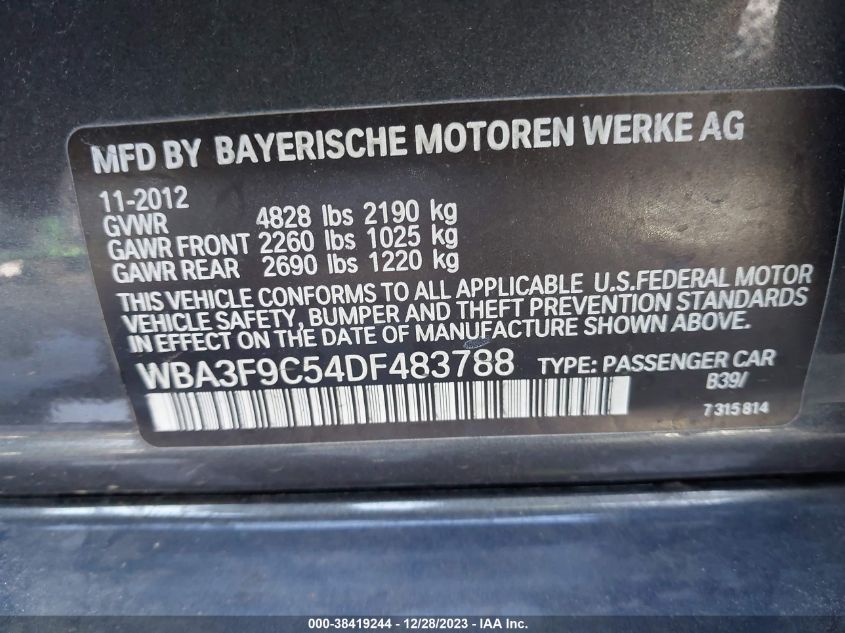 MFD BY BAYERISCHE MOTOREN WERKE AG
11-2012
GVWR 4828 lbs 2190 kg
GAWR FRONT 2260 lbs 1025 kg
GAWR REAR 2690 lbs 1220 kg
THIS VEHICLE CONFORMS TO ALL APPLICABLE U.S.FEDERAL MOTOR
VEHICLE SAFETY, BUMPER AND THEFT PREVENTION STANDARDS
IN EFFECT ON THE DATE OF MANUFACTURE SHOWN ABOVE.
WBA3F9C54DF483788 TYPE: PASSENGER CAR
B39/
7315814
000-38419244 - 12/28/2023 - IAA Inc.